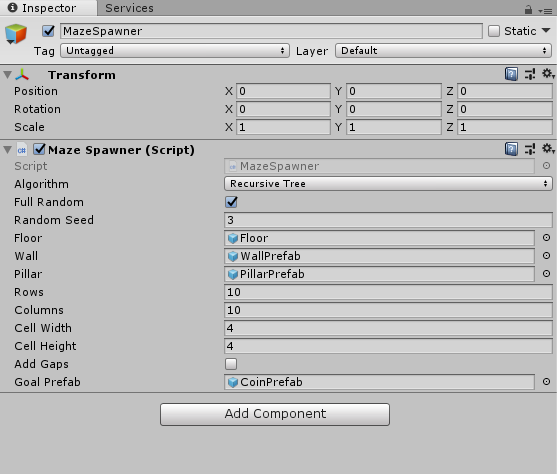 Inspector Services
MazeSpawner Static
Tag Untagged Layer Default
Transform
Position X 0 Y 0 Z 0
Rotation X 0 Y 0 Z 0
Scale X 1 Y 1 Z 1
Maze Spawner (Script)
Script MazeSpawner
Algorithm Recursive Tree
Full Random
Random Seed 3
Floor Floor
Wall WallPrefab
Pillar PillarPrefab
Rows 10
Columns 10
Cell Width 4
Cell Height 4
Add Gaps
Goal Prefab CoinPrefab
Add Component